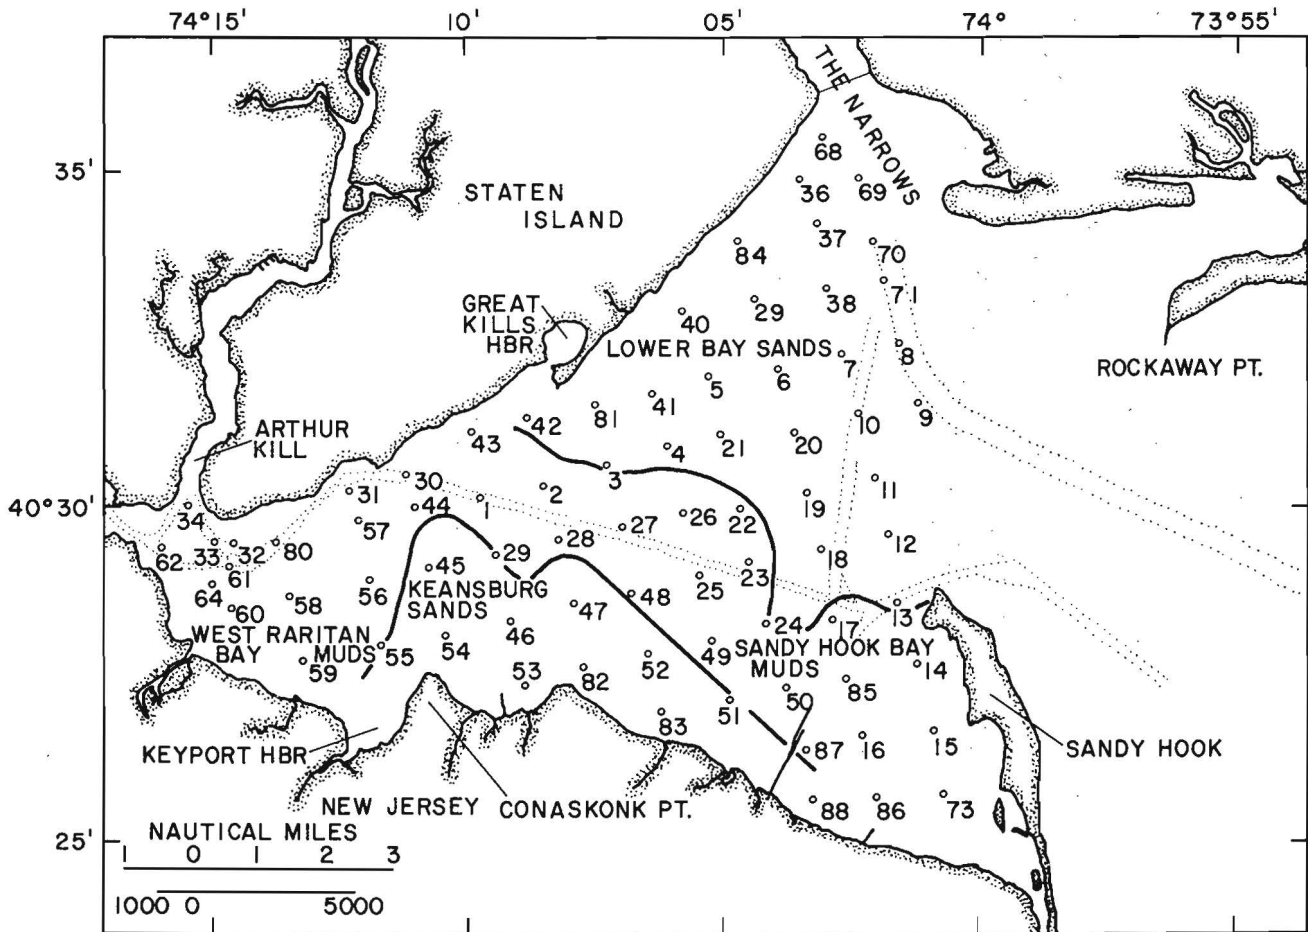 74°15' 10' 05' 74° 73°55'
THE NARROWS
68
35'
36 69
STATEN
ISLAND
37
84 70
71
GREAT
KILLS
HBR
38
29
40
LOWER BAY SANDS
7 8
ROCKAWAY PT.
5 6
41 9
81 10
42
ARTHUR
KILL
43 21 20
4
3
30 11
31 44 2 19
40°30'
34 1 26 22
57 27
28 12
62 33 32 80 18
29
61 45 23
25
KEANSBURG
SANDS
64 58 56 48
60 47 13
24 17
WEST RARITAN
BAY MUDS
46
54 49
SANDY HOOK BAY
MUDS
55
59 53 52 14
82 50 85
51
83
KEYPORT HBR
87 16 15
SANDY HOOK
NEW JERSEY CONASKONK PT.
88 86 73
25'
NAUTICAL MILES
1 0 1 2 3
1000 0 5000